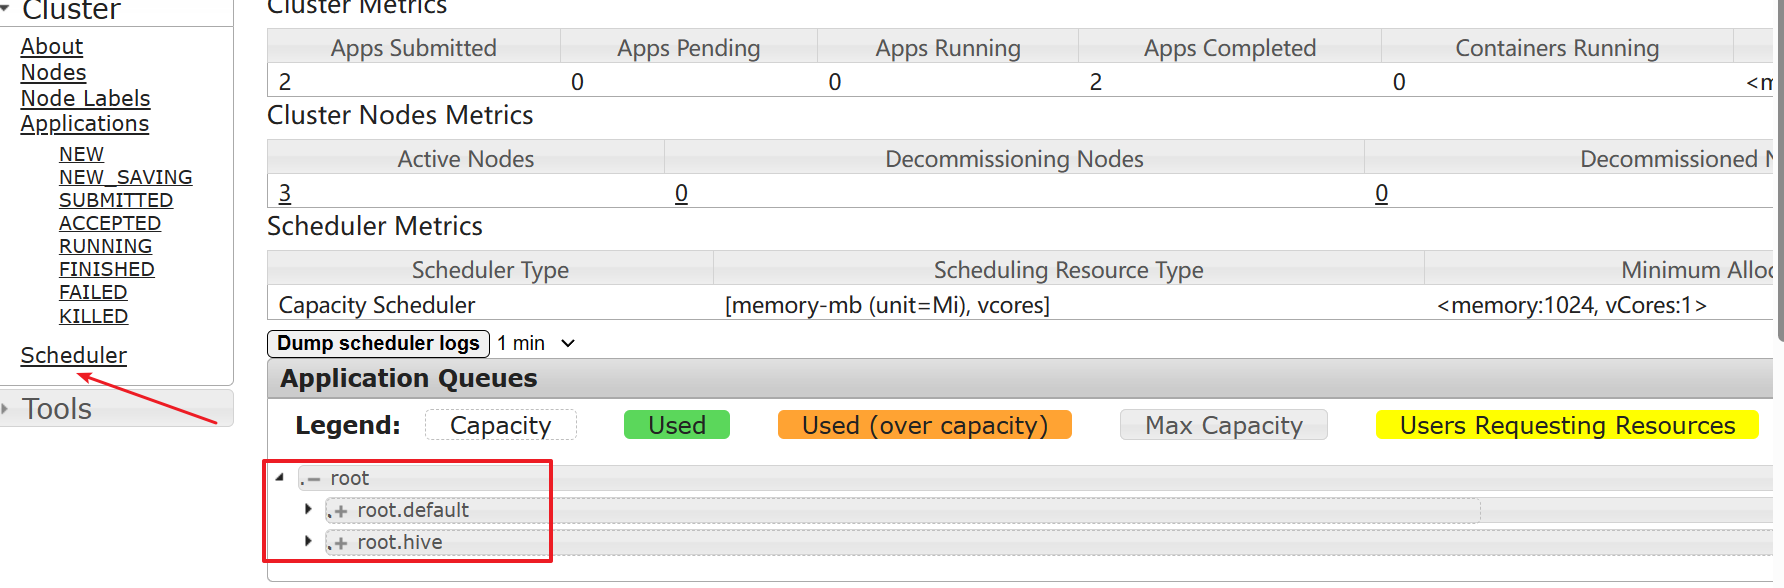 Cluster
About
Nodes
Node Labels
Applications
NEW
NEW_SAVING
SUBMITTED
ACCEPTED
RUNNING
FINISHED
FAILED
KILLED
Scheduler
Tools
Cluster Metrics
Apps Submitted Apps Pending Apps Running Apps Completed Containers Running
2 0 0 2 0 <m
Cluster Nodes Metrics
Active Nodes Decommissioning Nodes Decommissioned N
3 0 0
Scheduler Metrics
Scheduler Type Scheduling Resource Type Minimum Alloc
Capacity Scheduler [memory-mb (unit=Mi), vcores] <memory:1024, vCores:1>
Dump scheduler logs 1 min
Application Queues
Legend: Capacity Used Used (over capacity) Max Capacity Users Requesting Resources
root
root.default
root.hive